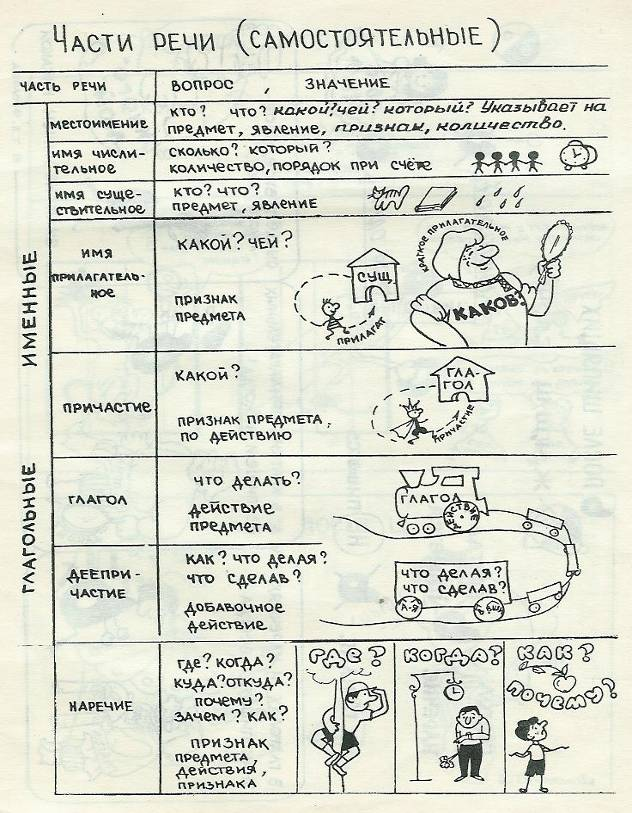 Части речи (самостоятельные)
часть речи вопрос, значение
именные
глагольные
местоимение
кто? что? какой? чей? который? Указывает на
предмет, явление, признак, количество.
имя числи-
тельное
сколько? который?
количество, порядок при счёте
имя суще-
ствительное
кто? что?
предмет, явление
имя
прилагатель-
ное
какой? чей?
признак
предмета
сущ
прилагат
краткое прилагательное
каков?
причастие
какой?
признак предмета,
по действию
гла-
гол
причастие
глагол
что делать?
действие
предмета
глагол
действие
деепри-
частие
как? что делая?
что сделав?
добавочное
действие
что делая?
что сделав?
а-я
в, вши
наречие
где? когда?
куда? откуда?
почему?
зачем? как?
признак
предмета,
действия,
признака
где?
когда?
как?
почему?